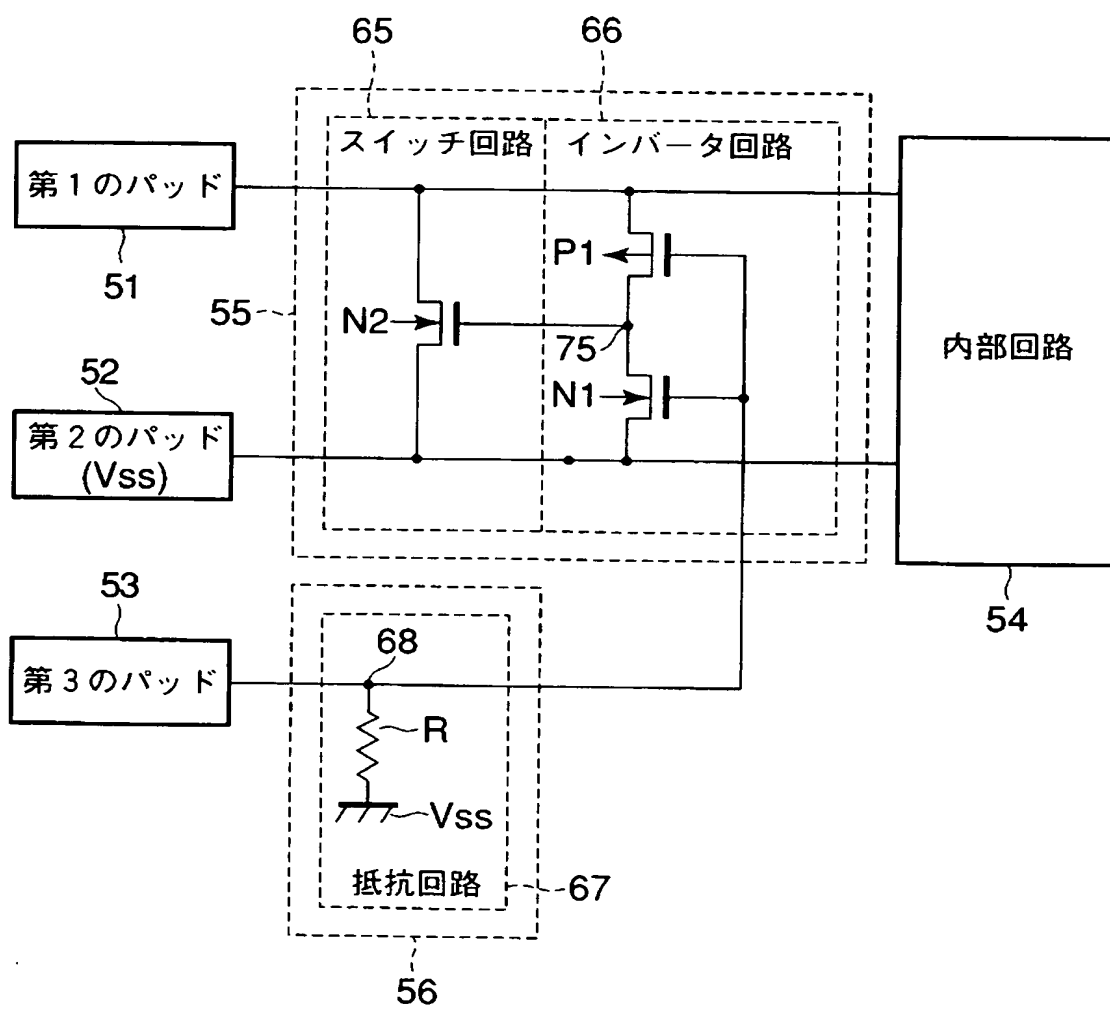 65
66
スイッチ回路
インバータ回路
第1のパッド
51
P1
55
N2
75
内部回路
52
N1
第2のパッド
(Vss)
53
54
第3のパッド
68
R
Vss
抵抗回路
67
56